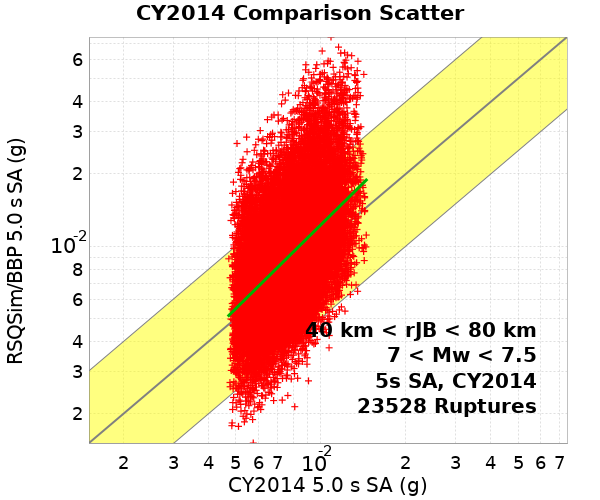 CY2014 Comparison Scatter
RSQSim/BBP 5.0 s SA (g)
6
4
3
2
10-2
8
6
4
3
2
40 km < rJB < 80 km
7 < Mw < 7.5
5s SA, CY2014
23528 Ruptures
2 3 4 5 6 7 10-2 2 3 4 5 6 7
CY2014 5.0 s SA (g)